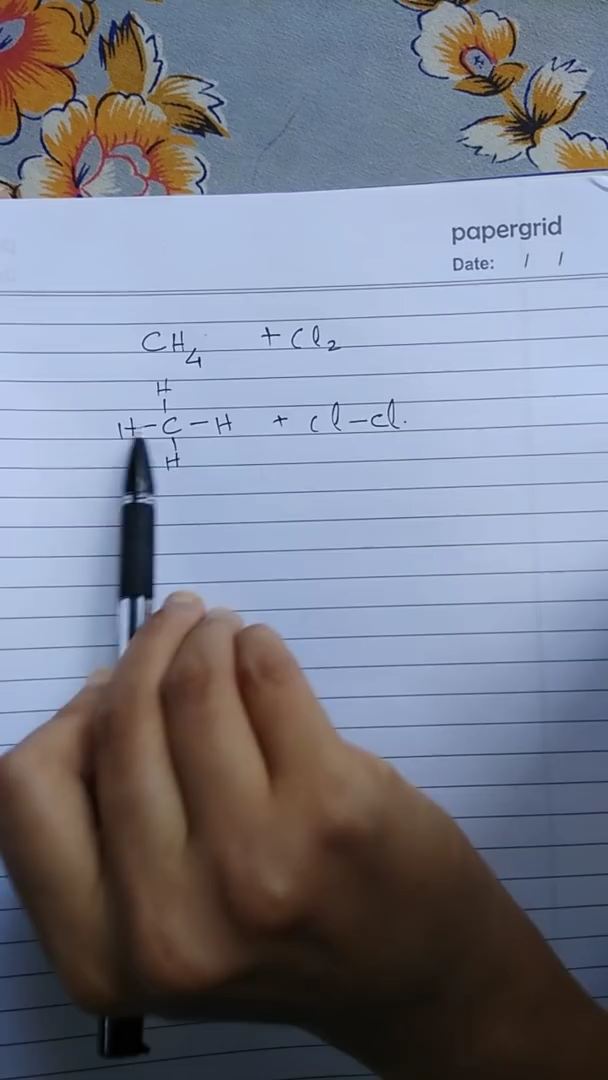 papergrid
Date: / /
CH₄ + Cl₂
H
H-C-H + Cl-Cl.
H